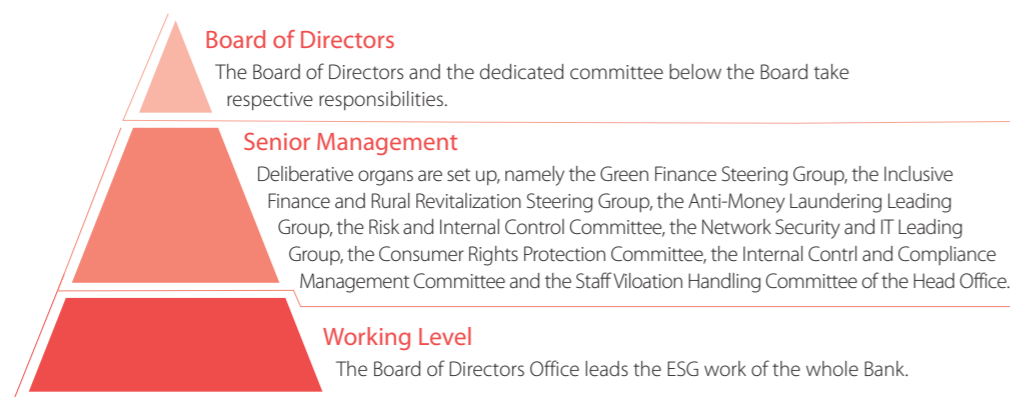 Board of Directors
The Board of Directors and the dedicated committee below the Board take
respective responsibilities.
Senior Management
Deliberative organs are set up, namely the Green Finance Steering Group, the Inclusive
Finance and Rural Revitalization Steering Group, the Anti-Money Laundering Leading
Group, the Risk and Internal Control Committee, the Network Security and IT Leading
Group, the Consumer Rights Protection Committee, the Internal Contrl and Compliance
Management Committee and the Staff Viloation Handling Committee of the Head Office.
Working Level
The Board of Directors Office leads the ESG work of the whole Bank.